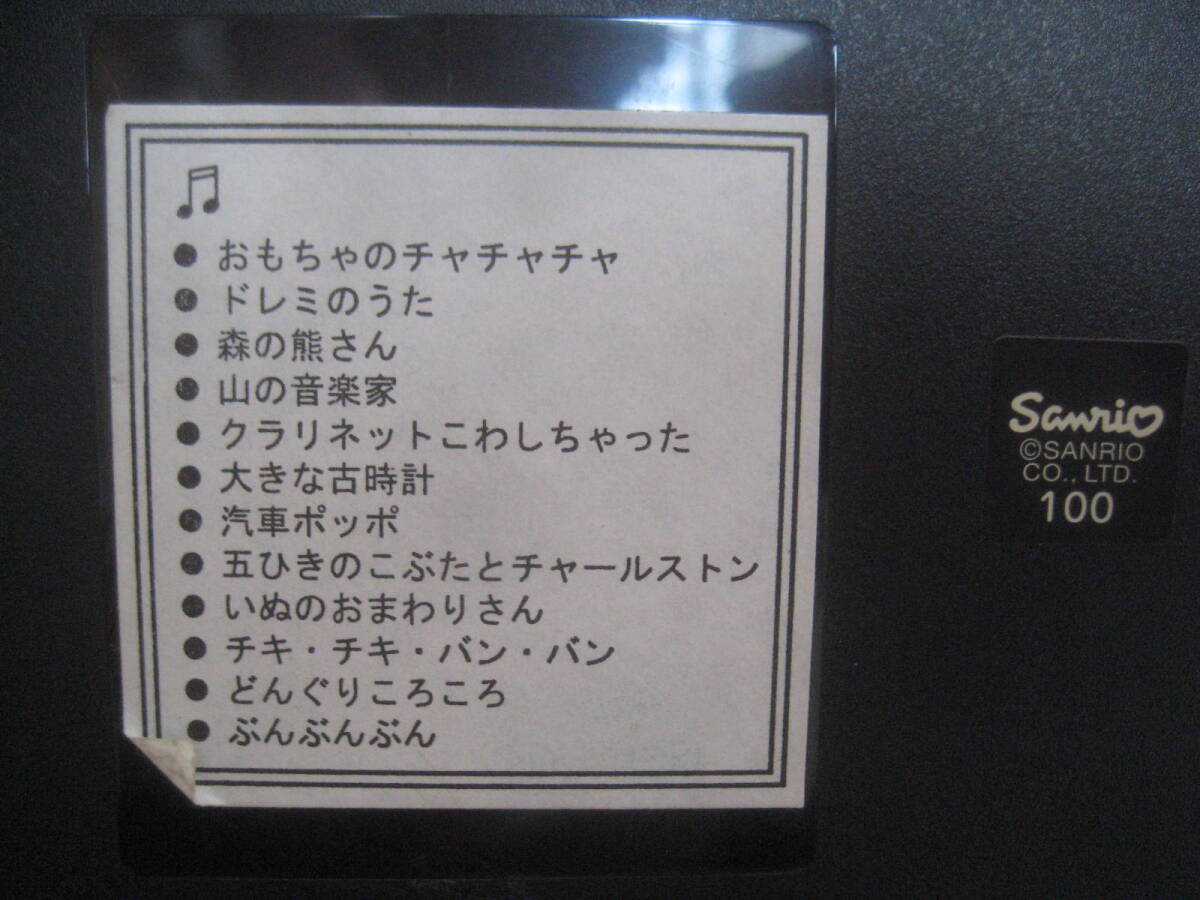 ● おもちゃのチャチャチャ
● ドレミのうた
● 森の熊さん
● 山の音楽家
● クラリネットこわしちゃった
● 大きな古時計
● 汽車ポッポ
● 五ひきのこぶたとチャールストン
● いぬのおまわりさん
● チキ・チキ・バン・バン
● どんぐりころころ
● ぶんぶんぶん
Sanrio
©SANRIO
CO., LTD.
100